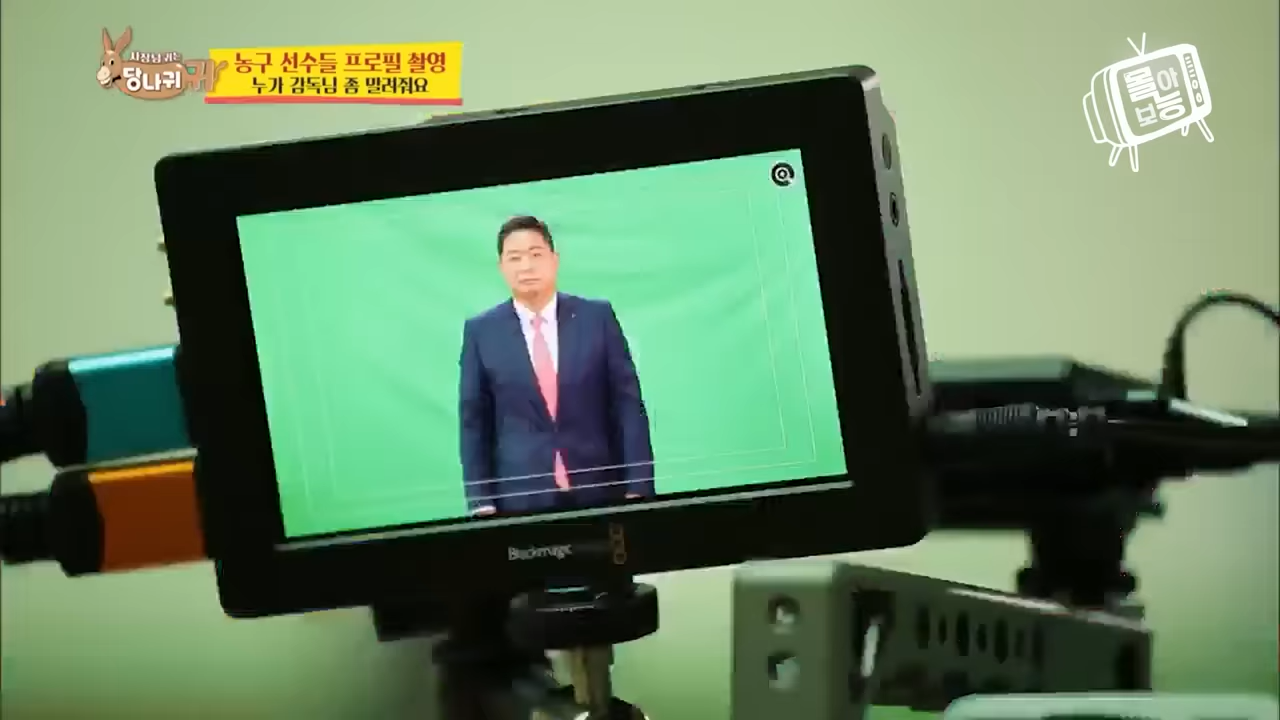 사장님 귀는
당나귀 귀
농구 선수들 프로필 촬영
누가 감독님 좀 말려줘요
몰아
보능
Blackmagic